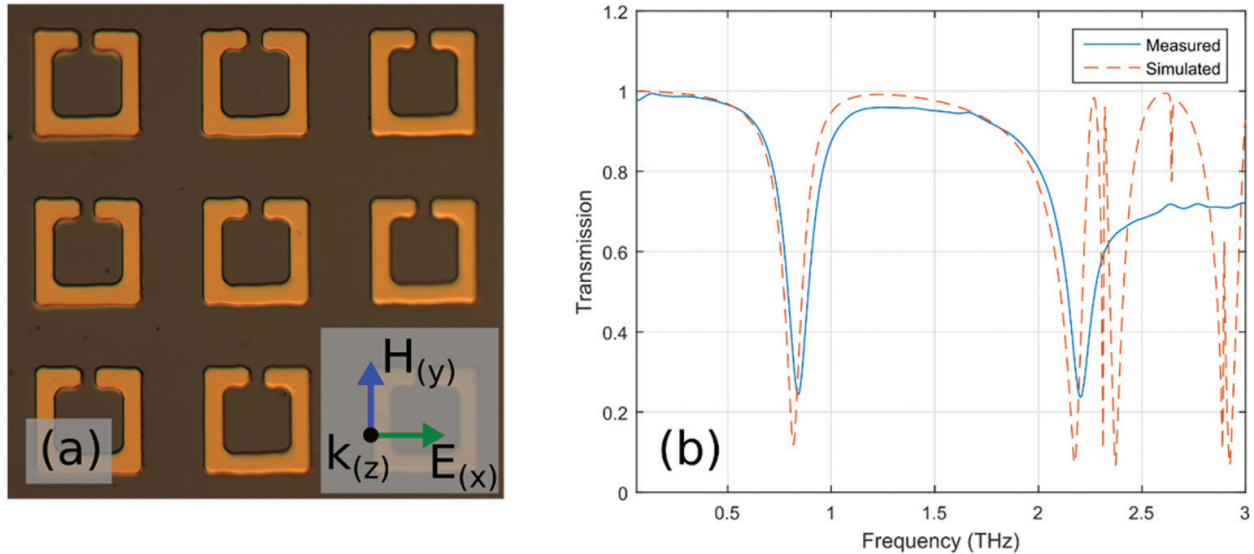 (a)
H(y)
k(z)
E(x)
Transmission
1.2
1
0.8
0.6
0.4
0.2
0
0.5
1
1.5
2
2.5
3
Frequency (THz)
Measured
Simulated
(b)